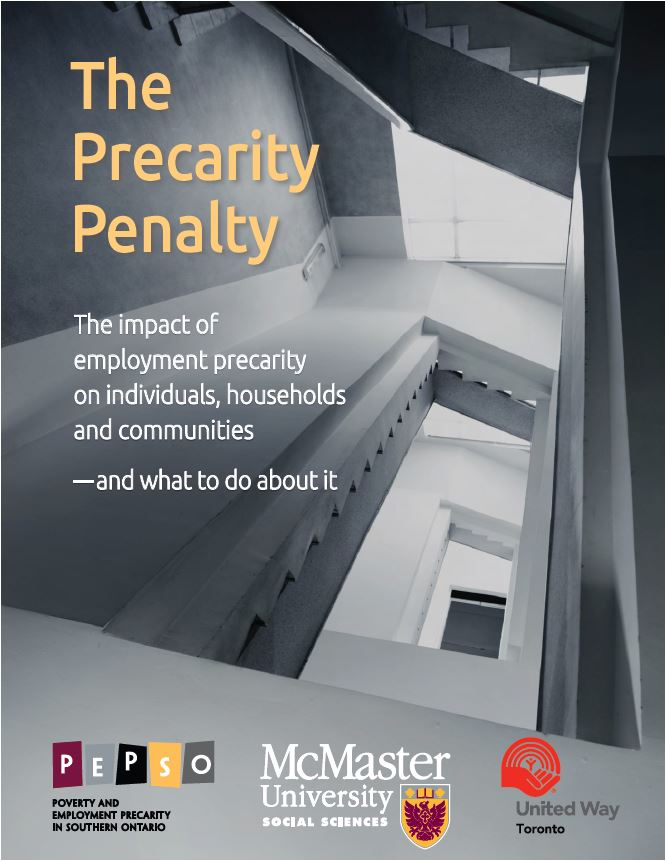 The
Precarity
Penalty
The impact of
employment precarity
on individuals, households
and communities
—and what to do about it
PEPSO
POVERTY AND
EMPLOYMENT PRECARITY
IN SOUTHERN ONTARIO
McMaster
University
SOCIAL SCIENCES
United Way
Toronto